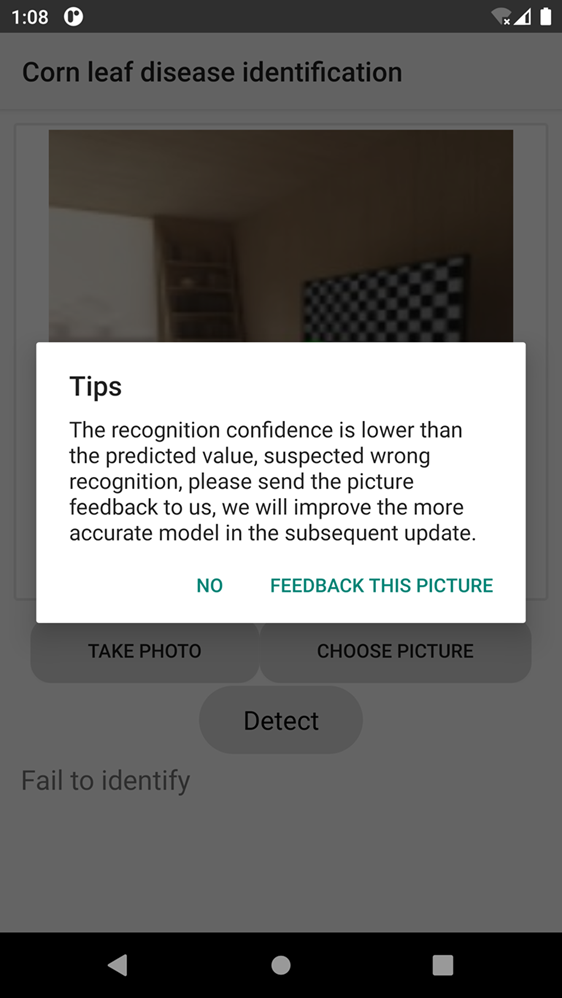 1:08
Corn leaf disease identification
Tips
The recognition confidence is lower than
the predicted value, suspected wrong
recognition, please send the picture
feedback to us, we will improve the more
accurate model in the subsequent update.
NO FEEDBACK THIS PICTURE
TAKE PHOTO CHOOSE PICTURE
Detect
Fail to identify